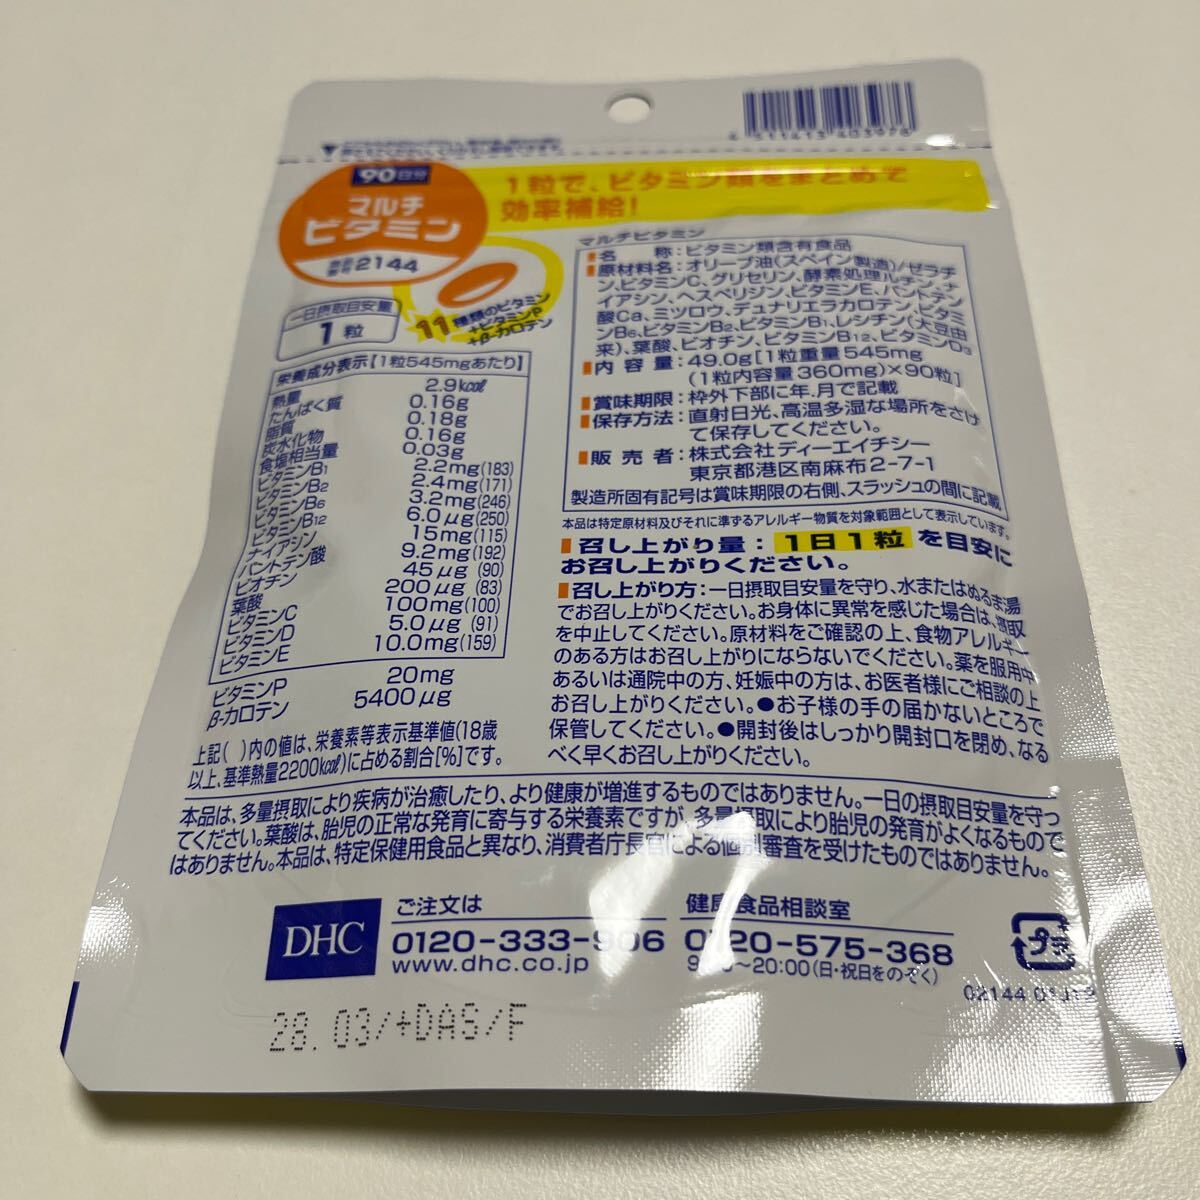 90日分
マルチ
ビタミン
2144
1粒で、ビタミン類をまとめて
効率補給!
11種類のビタミン
+ビタミンP
+β-カロテン
一日摂取目安量
1粒
栄養成分表示[1粒545mgあたり]
熱量 2.9kcal
たんぱく質 0.16g
脂質 0.18g
炭水化物 0.16g
食塩相当量 0.03g
ビタミンB1 2.2mg(183)
ビタミンB2 2.4mg(171)
ビタミンB6 3.2mg(246)
ビタミンB12 6.0μg(250)
ナイアシン 15mg(115)
パントテン酸 9.2mg(192)
ビオチン 45μg(90)
葉酸 200μg(83)
ビタミンC 100mg(100)
ビタミンD 5.0μg(91)
ビタミンE 10.0mg(159)
ビタミンP 20mg
β-カロテン 5400μg
上記( )内の値は、栄養素等表示基準値(18歳
以上、基準熱量2200kcal)に占める割合[%]です。
マルチビタミン
名 称:ビタミン類含有食品
原材料名:オリーブ油(スペイン製造)/ゼラチ
ン、ビタミンC、グリセリン、酵素処理ルチン、ナ
イアシン、ヘスペリジン、ビタミンE、パントテン
酸Ca、ミツロウ、デュナリエラカロテン、ビタミ
ンB6、ビタミンB2、ビタミンB1、レシチン(大豆由
来)、葉酸、ビオチン、ビタミンB12、ビタミンD3
内容量:49.0g[1粒重量545mg
(1粒内容量360mg)×90粒]
賞味期限:枠外下部に年.月で記載
保存方法:直射日光、高温多湿な場所をさけ
て保存してください。
販売者:株式会社ディーエイチシー
東京都港区南麻布2-7-1
製造所固有記号は賞味期限の右側、スラッシュの間に記載
本品は特定原材料及びそれに準ずるアレルギー物質を対象範囲として表示しています。
召し上がり量:1日1粒を目安に
お召し上がりください。
召し上がり方:一日摂取目安量を守り、水またはぬるま湯
でお召し上がりください。お身体に異常を感じた場合は、摂取
を中止してください。原材料をご確認の上、食物アレルギー
のある方はお召し上がりにならないでください。薬を服用中
あるいは通院中の方、妊娠中の方は、お医者様にご相談の上
お召し上がりください。●お子様の手の届かないところで
保管してください。●開封後はしっかり開封口を閉め、なる
べく早くお召し上がりください。
本品は、多量摂取により疾病が治癒したり、より健康が増進するものではありません。一日の摂取目安量を守っ
てください。葉酸は、胎児の正常な発育に寄与する栄養素ですが、多量摂取により胎児の発育がよくなるもので
はありません。本品は、特定保健用食品と異なり、消費者庁長官による個別審査を受けたものではありません。
DHC
ご注文は
0120-333-906
www.dhc.co.jp
健康食品相談室
0120-575-368
9:00~20:00(日・祝日をのぞく)
プラ
28.03/+DAS/F